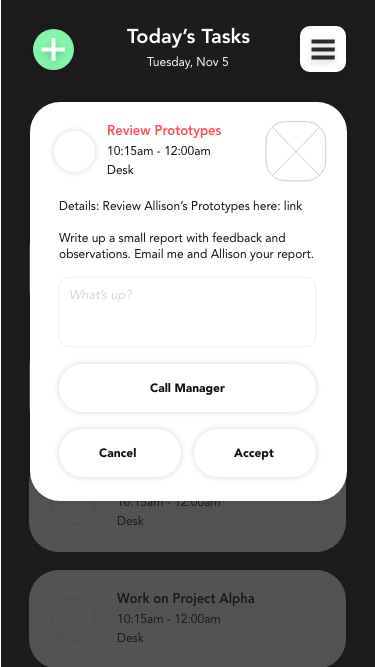 Today's Tasks
Tuesday, Nov 5
Review Prototypes
10:15am - 12:00am
Desk
Details: Review Allison's Prototypes here: link
Write up a small report with feedback and
observations. Email me and Allison your report.
What's up?
Call Manager
Cancel
Accept
10:15am - 12:00am
Desk
Work on Project Alpha
10:15am - 12:00am
Desk